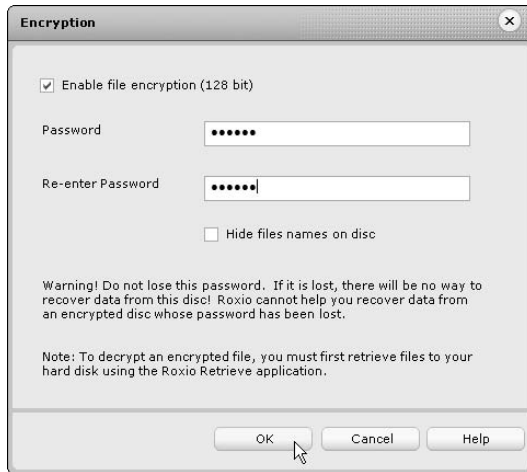 Encryption
Enable file encryption (128 bit)
Password
••••••
Re-enter Password
••••••
Hide files names on disc
Warning! Do not lose this password. If it is lost, there will be no way to
recover data from this disc! Roxio cannot help you recover data from
an encrypted disc whose password has been lost.
Note: To decrypt an encrypted file, you must first retrieve files to your
hard disk using the Roxio Retrieve application.
OK
Cancel
Help